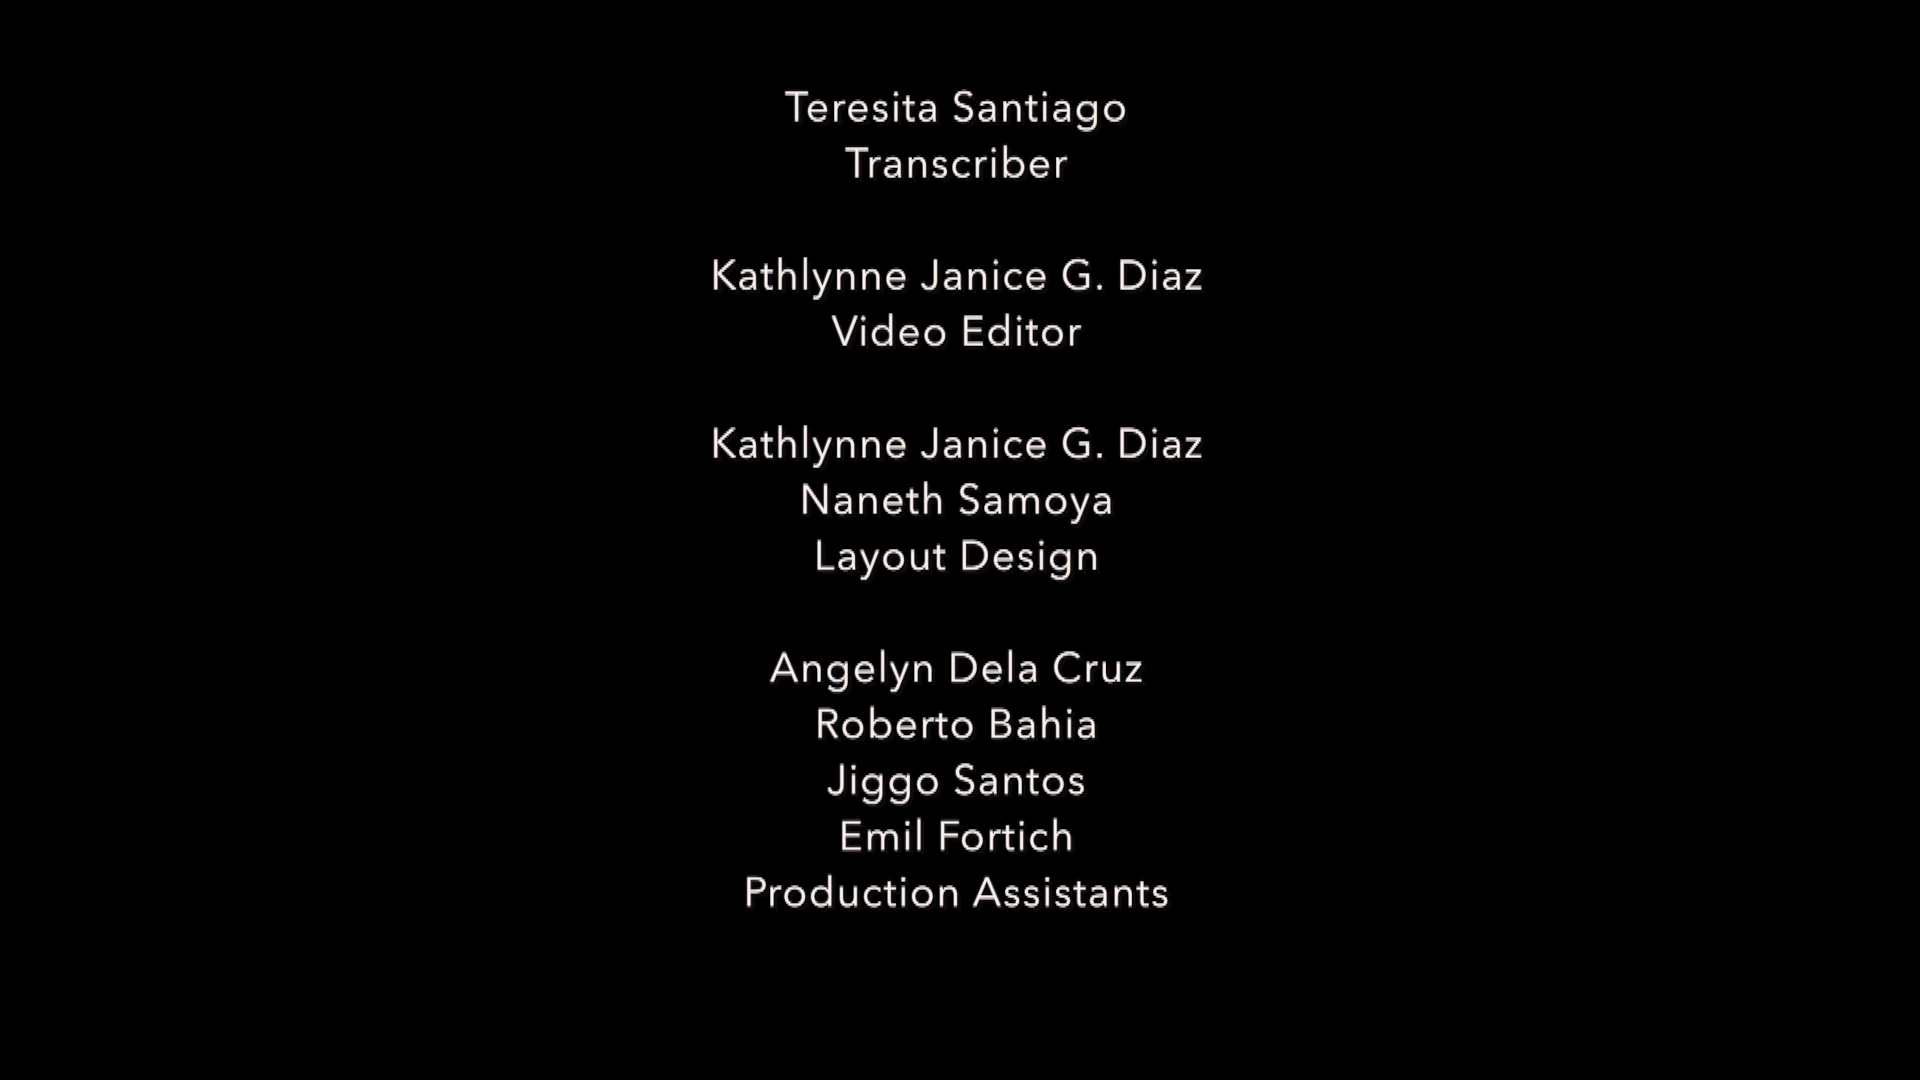 Teresita Santiago
Transcriber
Kathlynne Janice G. Diaz
Video Editor
Kathlynne Janice G. Diaz
Naneth Samoya
Layout Design
Angelyn Dela Cruz
Roberto Bahia
Jiggo Santos
Emil Fortich
Production Assistants